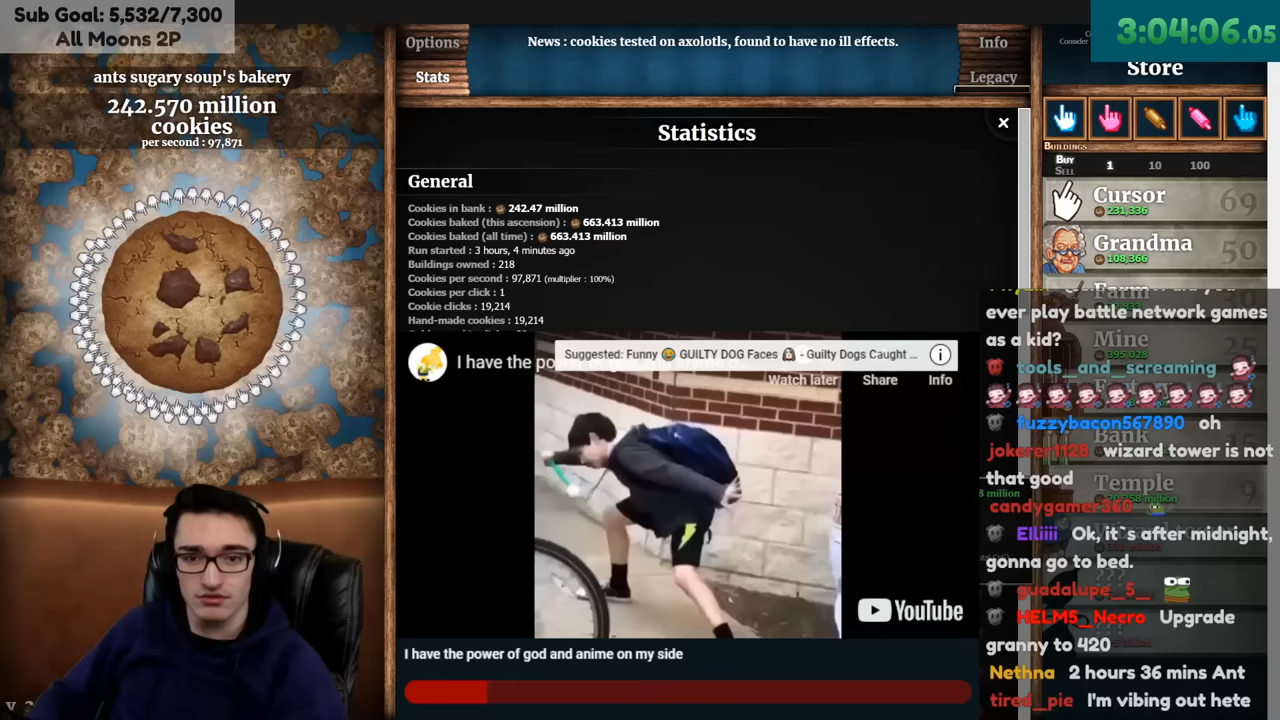 Sub Goal: 5,532/7,300
All Moons 2P
ants sugary soup's bakery
242.570 million
cookies
per second : 97,871
Options
Stats
News : cookies tested on axolotls, found to have no ill effects.
Info
Legacy
3:04:06.05
Consider
Store
Statistics
×
General
Cookies in bank : 242.47 million
Cookies baked (this ascension) : 663.413 million
Cookies baked (all time) : 663.413 million
Run started : 3 hours, 4 minutes ago
Buildings owned : 218
Cookies per second : 97,871 (multiplier : 100%)
Cookies per click : 1
Cookie clicks : 19,214
Hand-made cookies : 19,214
Buildings
BUY
SELL
1
10
100
Cursor
231,336
69
Grandma
108,366
50
Farm
Mine
395,028
Bank
Temple
9
8 million
I have the po
Suggested: Funny 😂 GUILTY DOG Faces 🐶 - Guilty Dogs Caught ...
Watch later
Share
Info
YouTube
I have the power of god and anime on my side
ever play battle network games
as a kid?
tools_and_screaming
fuzzybacon567890 oh
jokerer1128 wizard tower is not
that good
candygamer360
Elliiii Ok, it`s after midnight,
gonna go to bed.
guadalupe_5_
HELM5_Necro Upgrade
granny to 420
Nethna 2 hours 36 mins Ant
tired_pie I'm vibing out hete